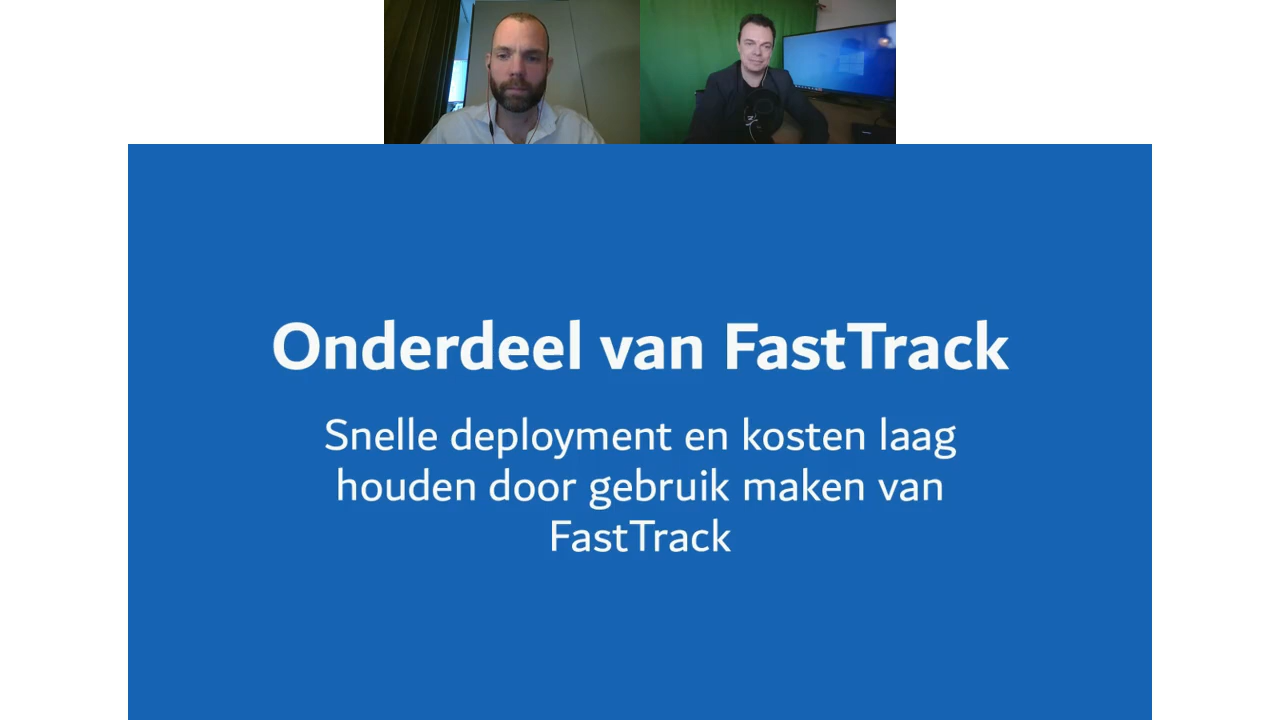 Onderdeel van FastTrack
Snelle deployment en kosten laag
houden door gebruik maken van
FastTrack